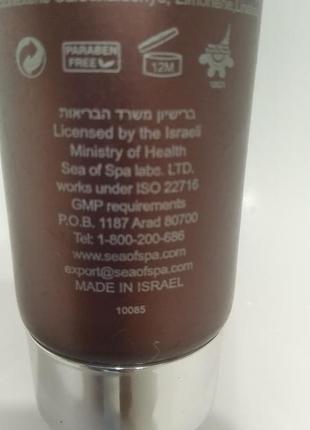 Limonene,
PARABEN
FREE
12M
ברישיון משרד הבריאות
Licensed by the Israeli
Ministry of Health
Sea of Spa labs. LTD.
works under ISO 22716
GMP requirements
P.O.B. 1187 Arad 80700
Tel: 1-800-200-686
www.seaofspa.com
export@seaofspa.com
MADE IN ISRAEL
10085